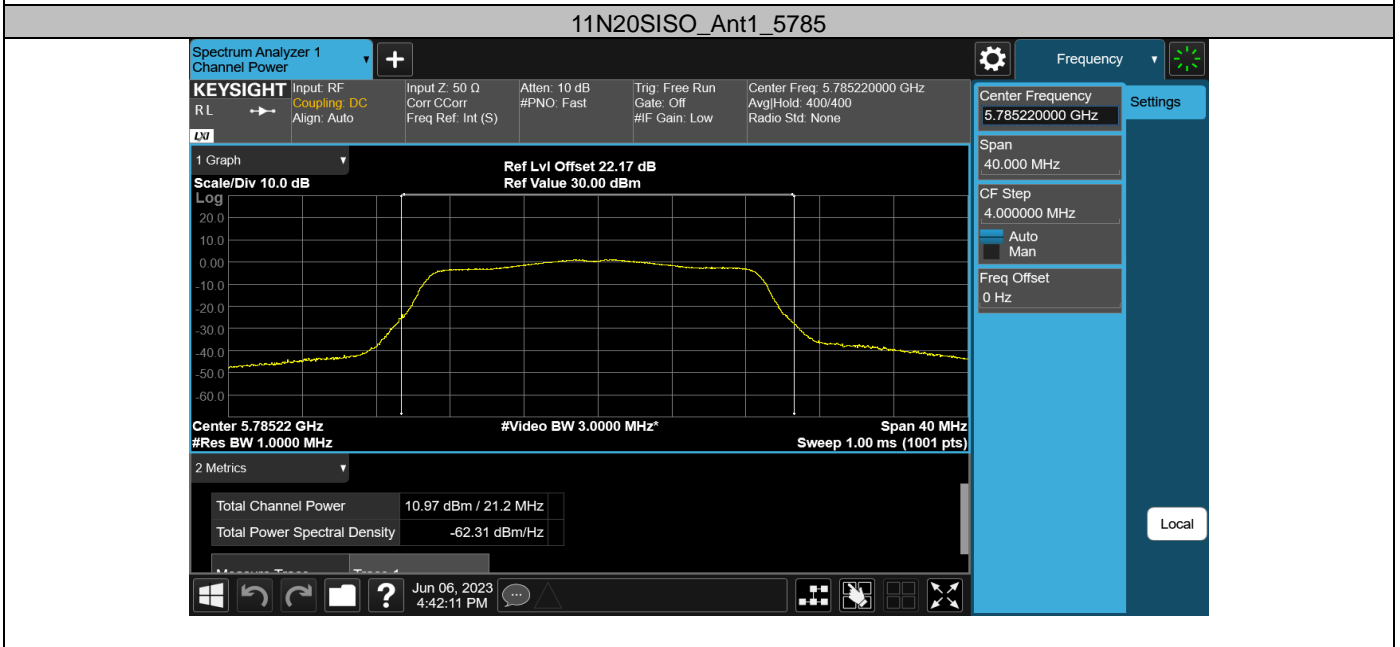 11N20SISO_Ant1_5785
Spectrum Analyzer 1
Channel Power
Frequency
KEYSIGHT
R L
LXI
Input: RF
Coupling: DC
Align: Auto
Input Z: 50 Ω
Corr CCorr
Freq Ref: Int (S)
Atten: 10 dB
#PNO: Fast
Trig: Free Run
Gate: Off
#IF Gain: Low
Center Freq: 5.785220000 GHz
Avg|Hold: 400/400
Radio Std: None
Center Frequency
5.785220000 GHz
Settings
Span
40.000 MHz
CF Step
4.000000 MHz
Auto
Man
Freq Offset
0 Hz
Local
1 Graph
Scale/Div 10.0 dB
Ref Lvl Offset 22.17 dB
Ref Value 30.00 dBm
Log
20.0
10.0
0.00
-10.0
-20.0
-30.0
-40.0
-50.0
-60.0
Center 5.78522 GHz
#Video BW 3.0000 MHz*
Span 40 MHz
#Res BW 1.0000 MHz
Sweep 1.00 ms (1001 pts)
2 Metrics
Total Channel Power 10.97 dBm / 21.2 MHz
Total Power Spectral Density -62.31 dBm/Hz
Measure Trace Trace 1
?
Jun 06, 2023
4:42:11 PM